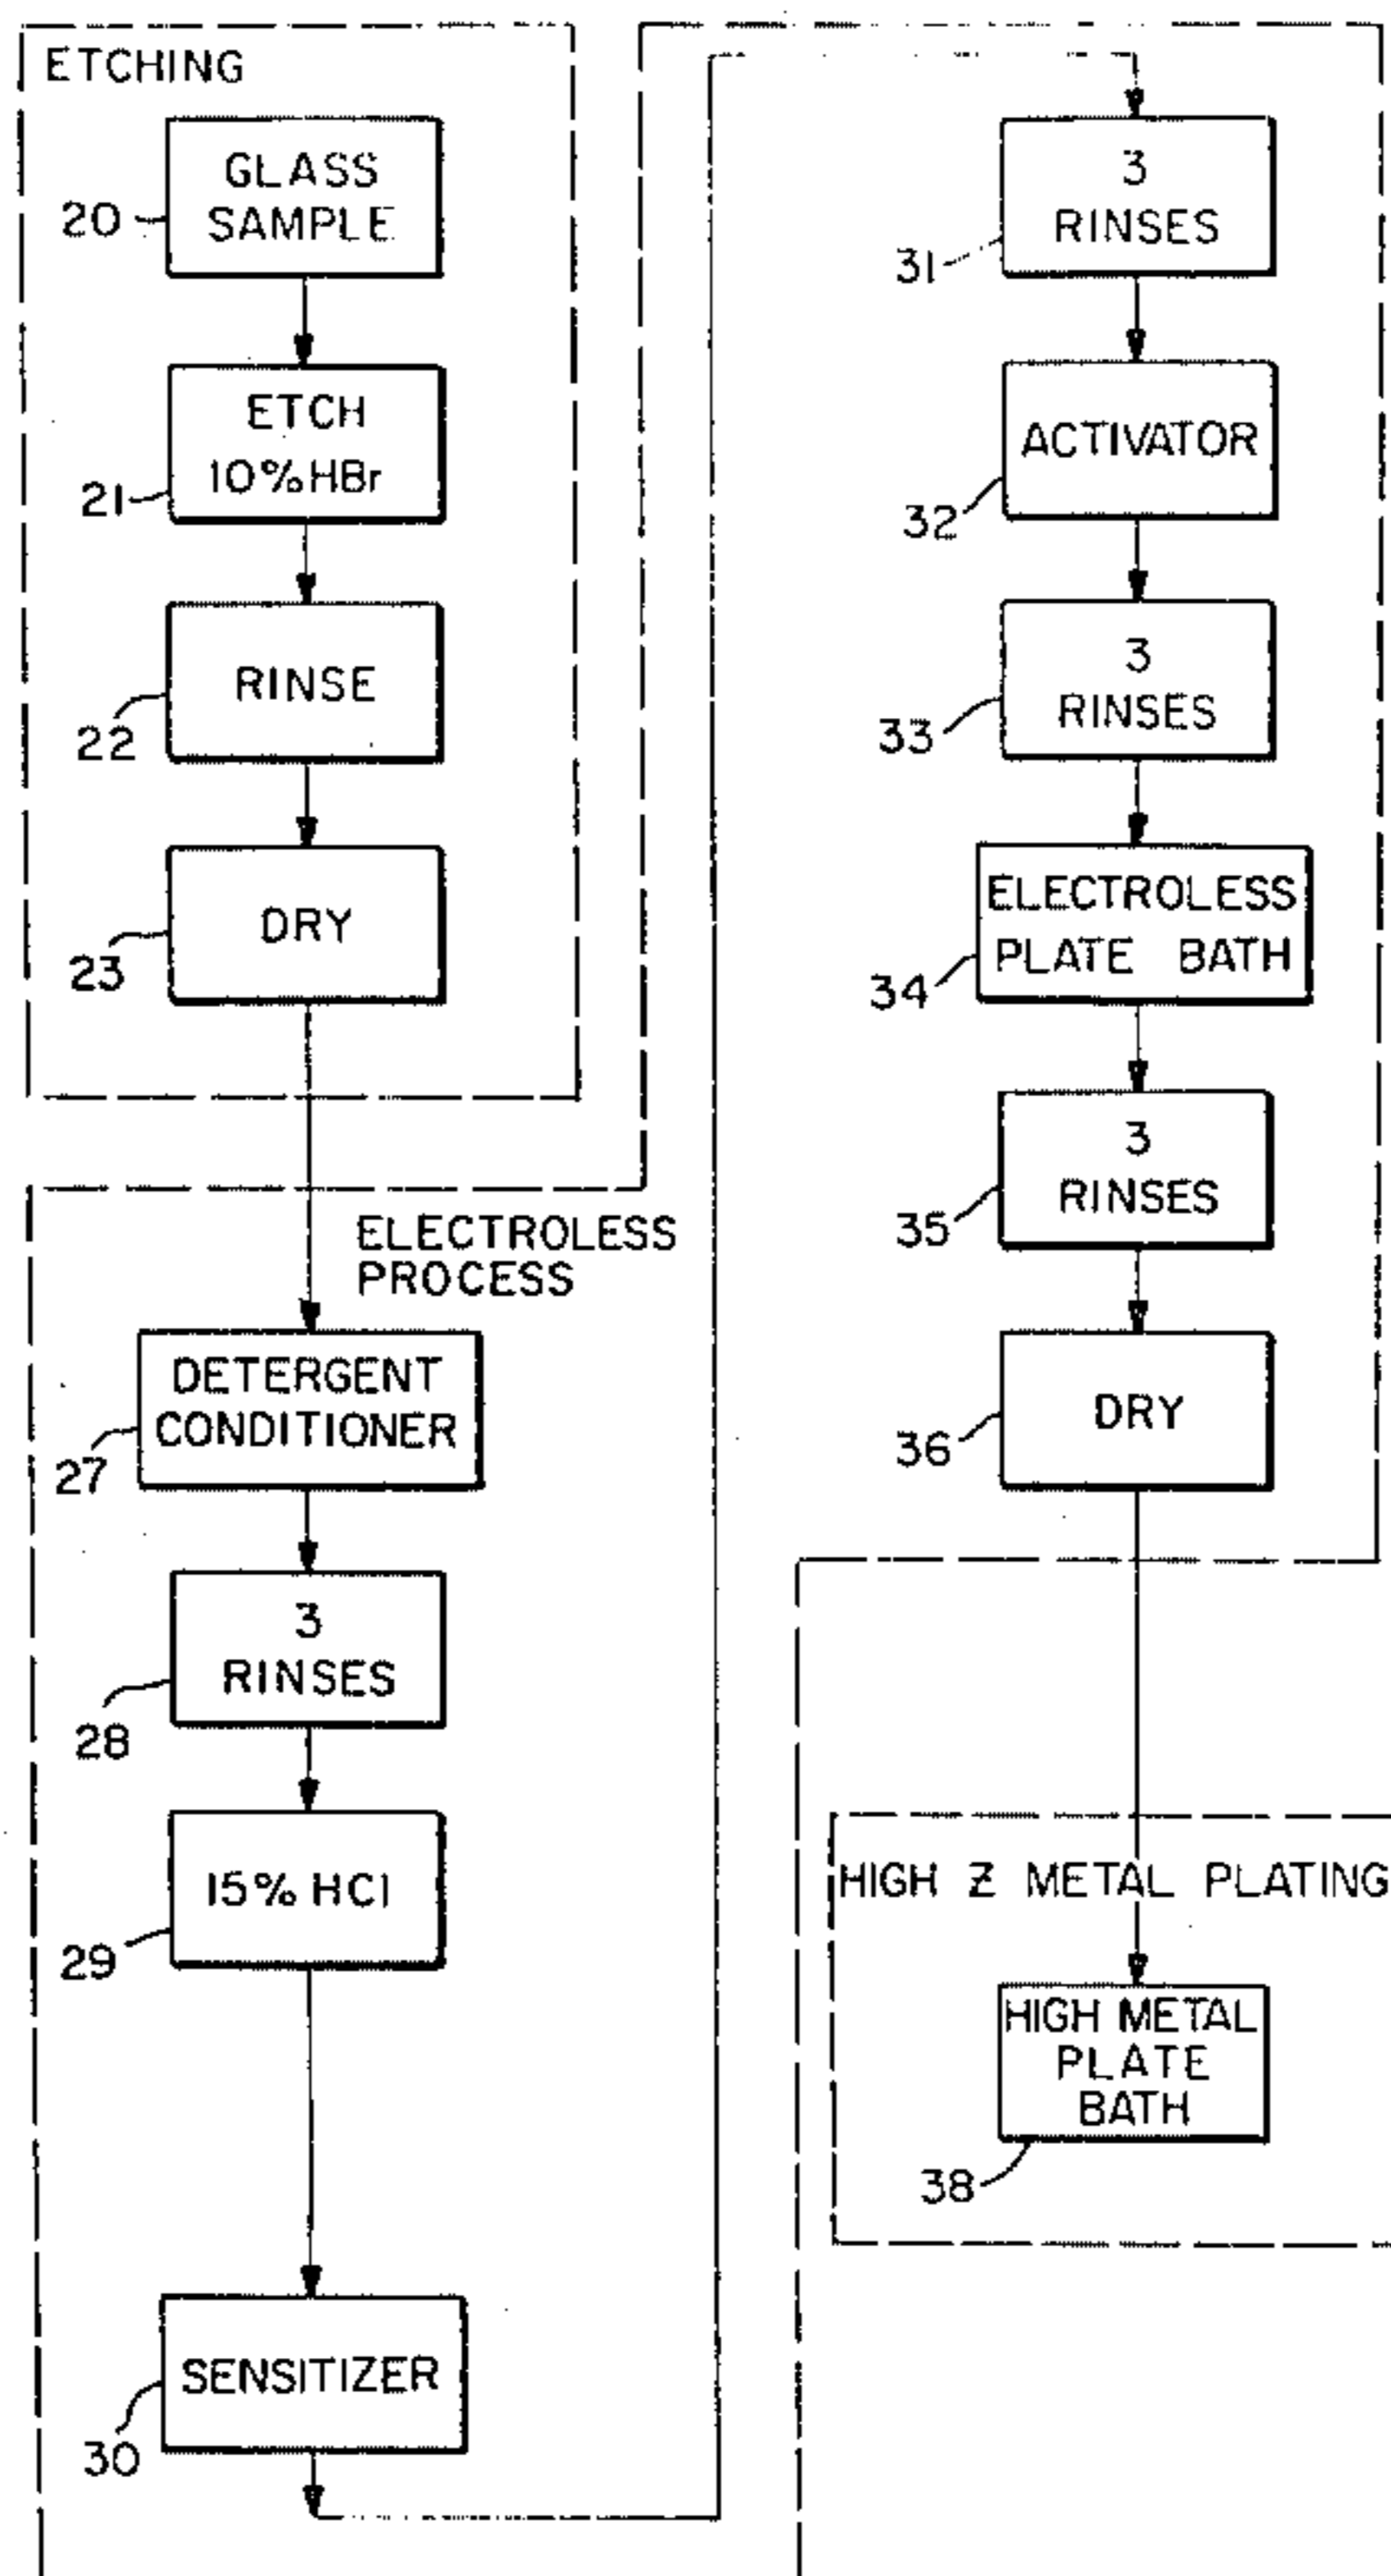 ETCHING
GLASS
SAMPLE
20
ETCH
10% HBr
21
RINSE
22
DRY
23
ELECTROLESS
PROCESS
DETERGENT
CONDITIONER
27
3
RINSES
28
15% HCl
29
SENSITIZER
30
3
RINSES
31
ACTIVATOR
32
3
RINSES
33
ELECTROLESS
PLATE BATH
34
3
RINSES
35
DRY
36
HIGH Z METAL PLATING
HIGH METAL
PLATE
BATH
38